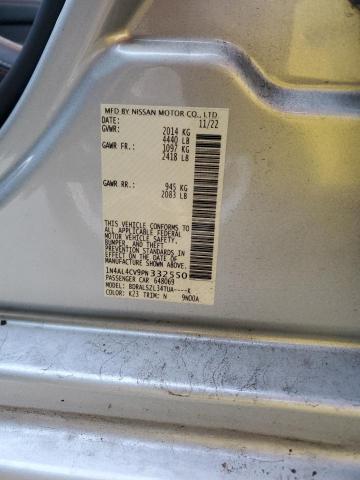 MFD BY NISSAN MOTOR CO., LTD.
DATE: 11/22
GVWR: 2014 KG
4440 LB
GAWR FR.: 1097 KG
2418 LB
GAWR RR.: 945 KG
2083 LB
THIS VEHICLE CONFORMS TO
ALL APPLICABLE FEDERAL
MOTOR VEHICLE SAFETY,
BUMPER, AND THEFT
PREVENTION STANDARDS IN
EFFECT ON THE DATE OF
MANUFACTURE SHOWN ABOVE.
1N4AL4CV9PN332550
PASSENGER CAR 648069
MODEL: BDRALSZL34TUA----K
COLOR: K23 TRIM: N 9N00A